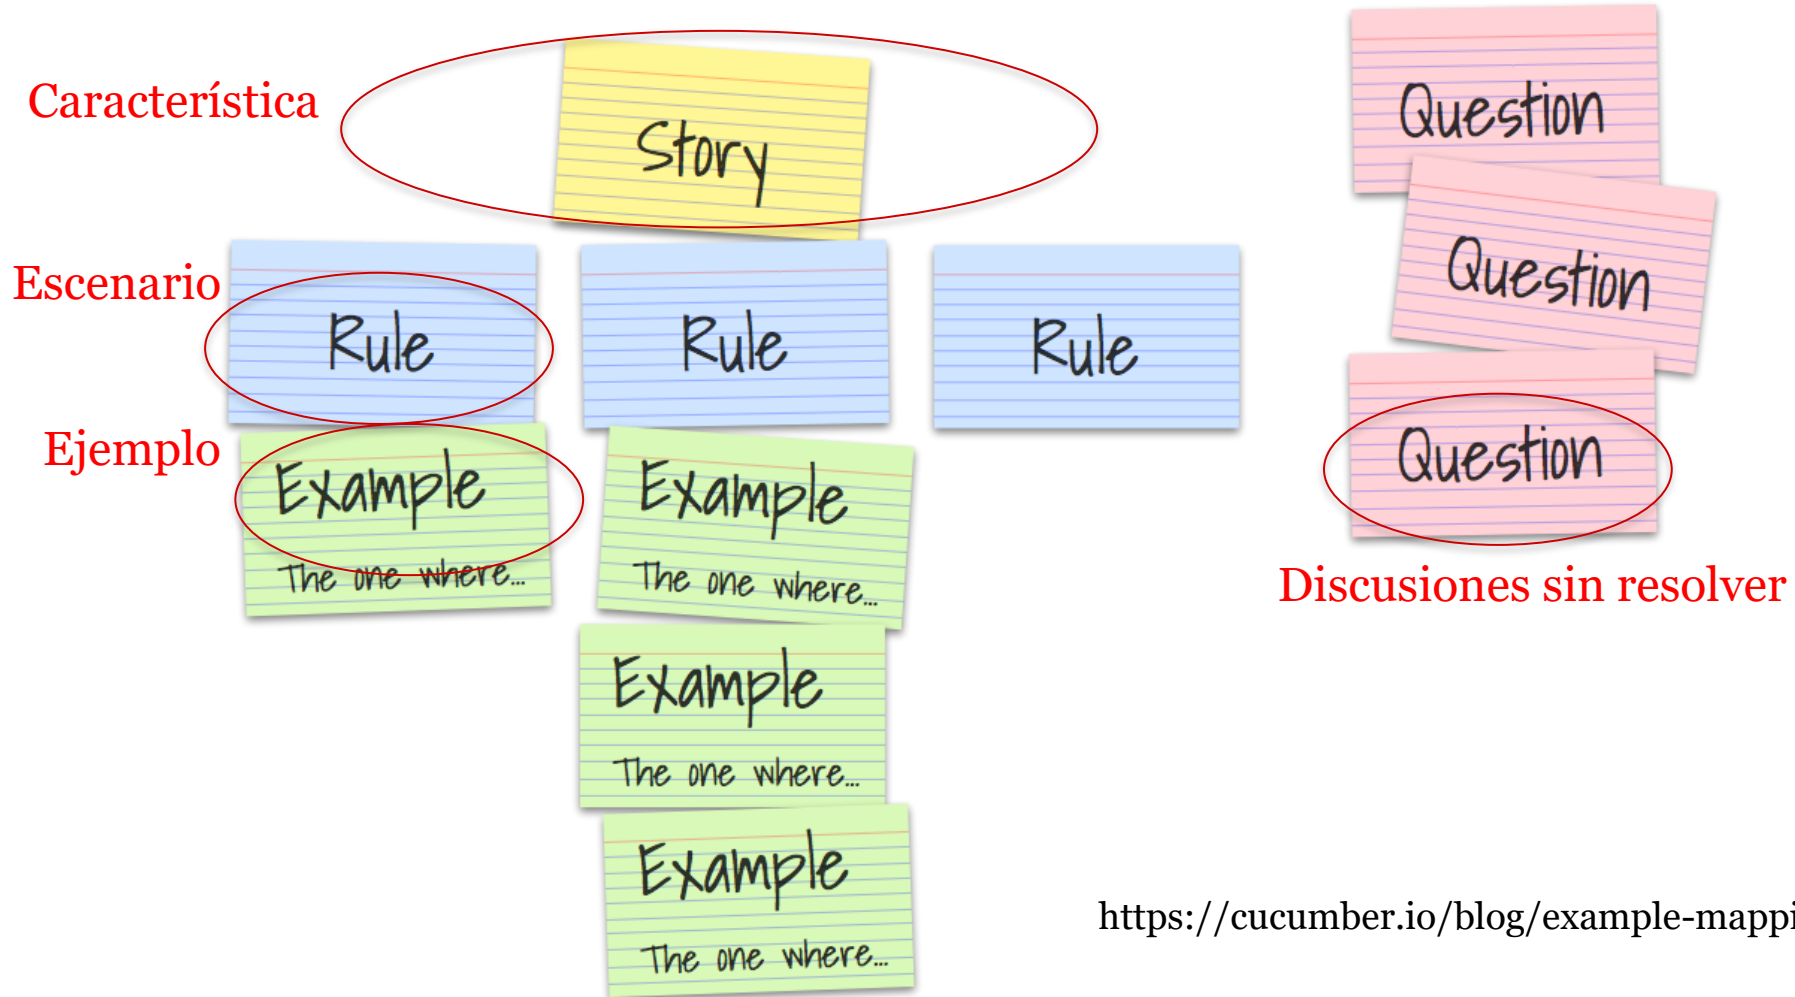 Característica
Story
Escenario
Rule
Rule
Rule
Ejemplo
Example
The one where...
Example
The one where...
Example
The one where...
Example
The one where...
Question
Question
Question
Discusiones sin resolver
https://cucumber.io/blog/example-mappi